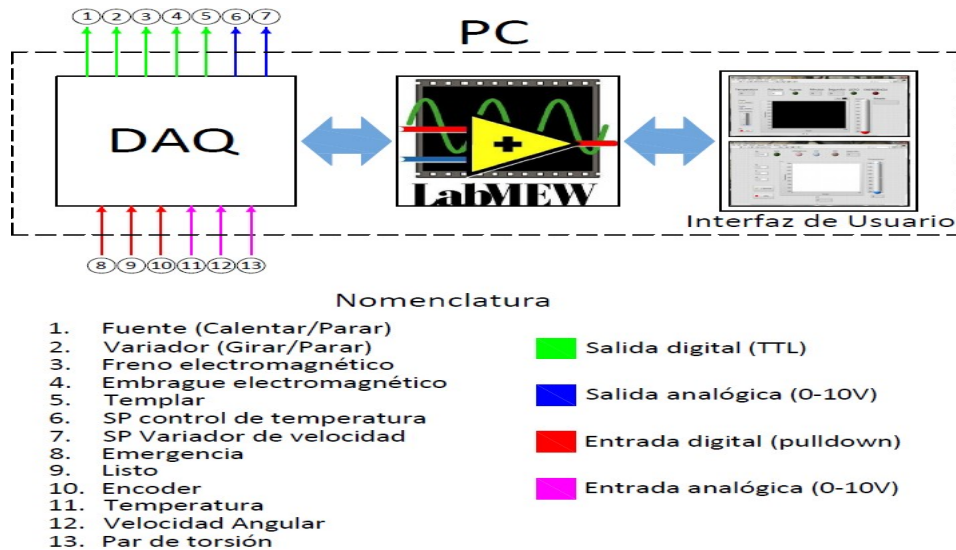 1 2 3 4 5 6 7
PC
DAQ
LabMEW
Interfaz de Usuario
8 9 10 11 12 13
Nomenclatura
1. Fuente (Calentar/Parar)
2. Variador (Girar/Parar)
3. Freno electromagnético
4. Embrague electromagnético
5. Templar
6. SP control de temperatura
7. SP Variador de velocidad
8. Emergencia
9. Listo
10. Encoder
11. Temperatura
12. Velocidad Angular
13. Par de torsión
Salida digital (TTL)
Salida analógica (0-10V)
Entrada digital (pulldown)
Entrada analógica (0-10V)